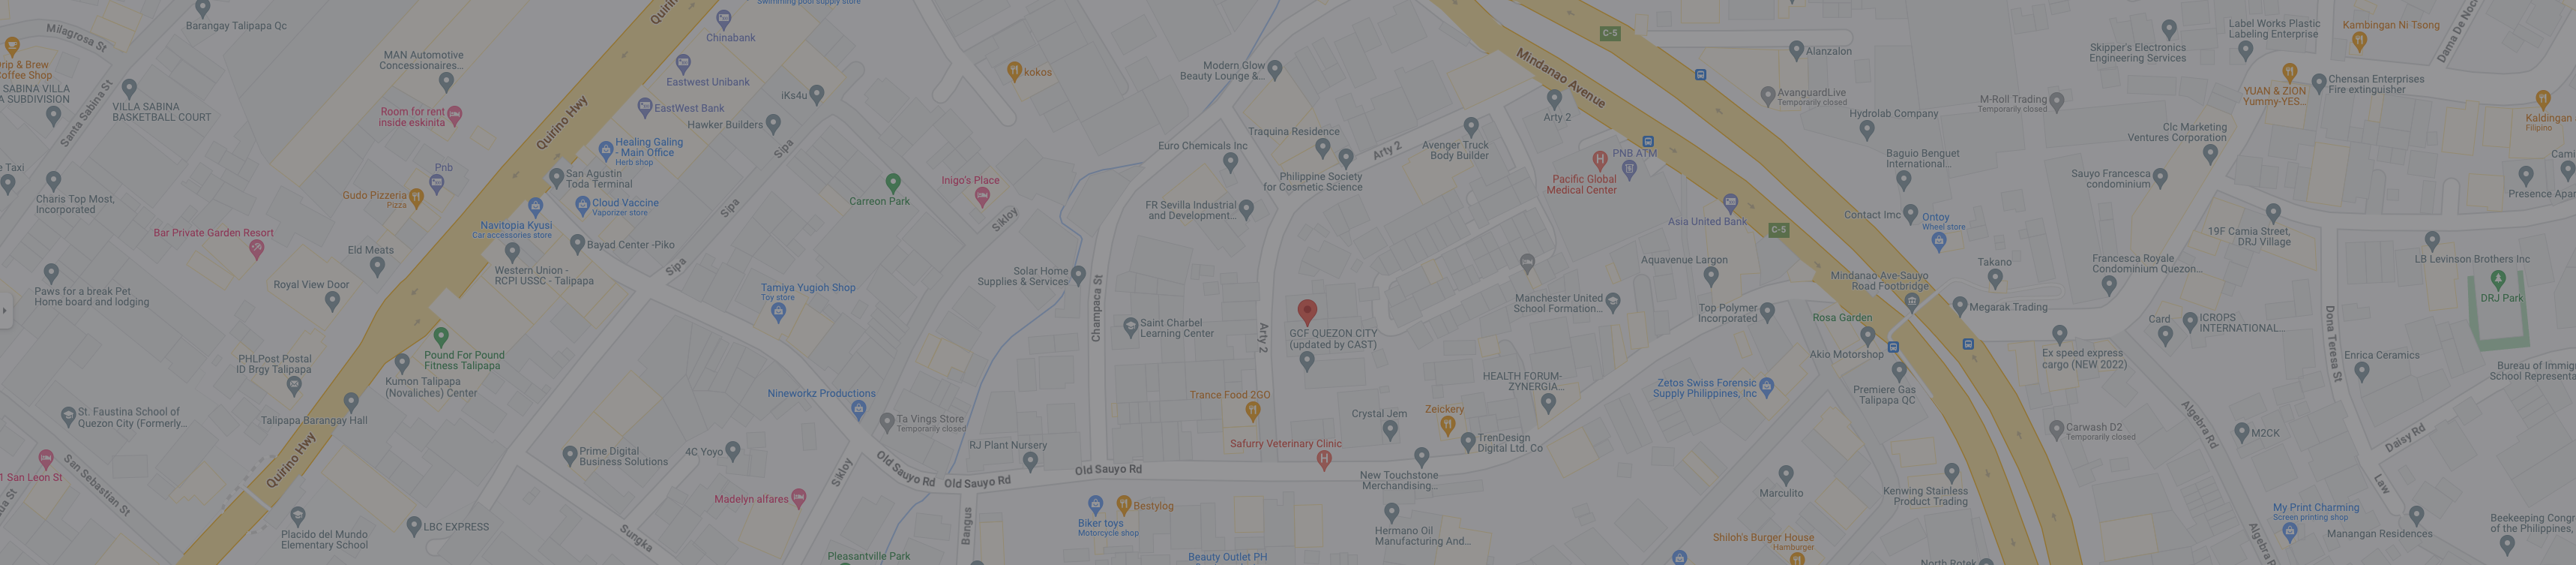 Swimming pool supply store
Barangay Talipapa Qc
Milagrosa St
Drip & Brew
Coffee Shop
SABINA VILLA
A SUBDIVISION
Santa Sabina St
VILLA SABINA
BASKETBALL COURT
e Taxi
Charis Top Most,
Incorporated
MAN Automotive
Concessionaires...
Room for rent
inside eskinita
Quirino Hwy
Chinabank
Eastwest Unibank
EastWest Bank
iKs4u
Hawker Builders
Healing Galing
- Main Office
Herb shop
Sipa
Pnb
Gudo Pizzeria
Pizza
San Agustin
Toda Terminal
Cloud Vaccine
Vaporizer store
Navitopia Kyusi
Car accessories store
Sipa
Bar Private Garden Resort
Eld Meats
Bayad Center -Piko
Western Union -
RCPI USSC - Talipapa
Sipa
Paws for a break Pet
Home board and lodging
Royal View Door
Pound For Pound
Fitness Talipapa
PHLPost Postal
ID Brgy Talipapa
Kumon Talipapa
(Novaliches) Center
St. Faustina School of
Quezon City (Formerly...
Talipapa Barangay Hall
Quirino Hwy
1 San Leon St
San Sebastian St
Placido del Mundo
Elementary School
LBC EXPRESS
Prime Digital
Business Solutions
4C Yoyo
Sungka
Madelyn alfares
Sikloy
Nineworkz Productions
Ta Vings Store
Temporarily closed
Tamiya Yugioh Shop
Toy store
Carreon Park
Inigo's Place
Sikloy
kokos
Modern Glow
Beauty Lounge &...
Euro Chemicals Inc
Traquina Residence
Philippine Society
for Cosmetic Science
Arty 2
Avenger Truck
Body Builder
Arty 2
FR Sevilla Industrial
and Development...
Solar Home
Supplies & Services
Champaca St
Saint Charbel
Learning Center
Arty 2
GCF QUEZON CITY
(updated by CAST)
Trance Food 2GO
Crystal Jem
Zeickery
Safurry Veterinary Clinic
TrenDesign
Digital Ltd. Co
New Touchstone
Merchandising...
RJ Plant Nursery
Old Sauyo Rd
Old Sauyo Rd
Old Sauyo Rd
Bangus
Biker toys
Motorcycle shop
Bestylog
Beauty Outlet PH
Pleasantville Park
Hermano Oil
Manufacturing And...
C-5
Mindanao Avenue
Alanzalon
AvanguardLive
Temporarily closed
Pacific Global
Medical Center
PNB ATM
Asia United Bank
C-5
Hydrolab Company
M-Roll Trading
Temporarily closed
Baguio Benguet
International...
Contact Imc
Ontoy
Wheel store
Aquavenue Largon
Manchester United
School Formation...
Top Polymer
Incorporated
Rosa Garden
Mindanao Ave-Sauyo
Road Footbridge
Takano
Megarak Trading
Akio Motorshop
HEALTH FORUM-
ZYNERGIA...
Zetos Swiss Forensic
Supply Philippines, Inc
Premiere Gas
Talipapa QC
Marculito
Kenwing Stainless
Product Trading
Shiloh's Burger House
Hamburger
North Rotek
Skipper's Electronics
Engineering Services
Label Works Plastic
Labeling Enterprise
Kambingan Ni Tsong
Dama De Noc
YUAN & ZION
Yummy-YES...
Chensan Enterprises
Fire extinguisher
Kaldingan
Filipino
Clc Marketing
Ventures Corporation
Sauyo Francesca
condominium
Cami
Presence Apar
19F Camia Street,
DRJ Village
Francesca Royale
Condominium Quezon...
LB Levinson Brothers Inc
DRJ Park
Card
ICROPS
INTERNATIONAL...
Ex speed express
cargo (NEW 2022)
Dona Teresa St
Enrica Ceramics
Bureau of Immig
School Representa
Carwash D2
Temporarily closed
Algebra Rd
M2CK
Daisy Rd
Law
My Print Charming
Screen printing shop
Manangan Residences
Beekeeping Congr
of the Philippines,
Algebra R